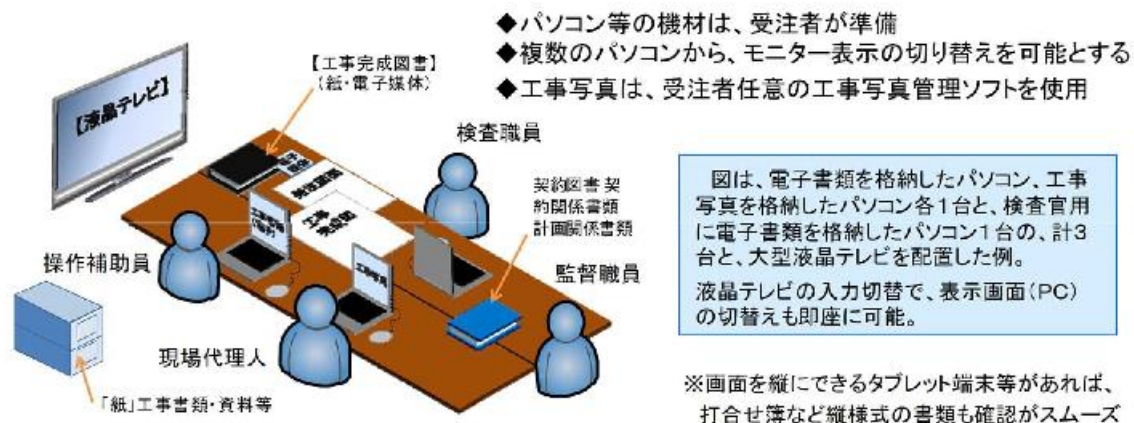 ◆パソコン等の機材は、受注者が準備
◆複数のパソコンから、モニター表示の切り替えを可能とする
◆工事写真は、受注者任意の工事写真管理ソフトを使用
【液晶テレビ】
【工事完成図書】
(紙・電子媒体)
検査職員
契約図書 契
約関係書類
計画関係書類
操作補助員
監督職員
現場代理人
「紙」工事書類・資料等
工事
完成図
工事写真
図は、電子書類を格納したパソコン、工事
写真を格納したパソコン各1台と、検査官用
に電子書類を格納したパソコン1台の、計3
台と、大型液晶テレビを配置した例。
液晶テレビの入力切替で、表示画面(PC)
の切替えも即座に可能。
※画面を縦にできるタブレット端末等があれば、
打合せ簿など縦様式の書類も確認がスムーズ